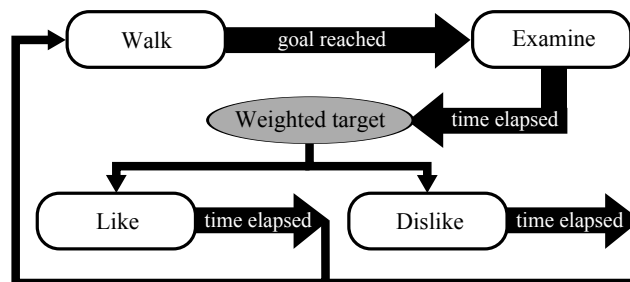 Walk
goal reached
Examine
Weighted target
time elapsed
Like
time elapsed
Dislike
time elapsed